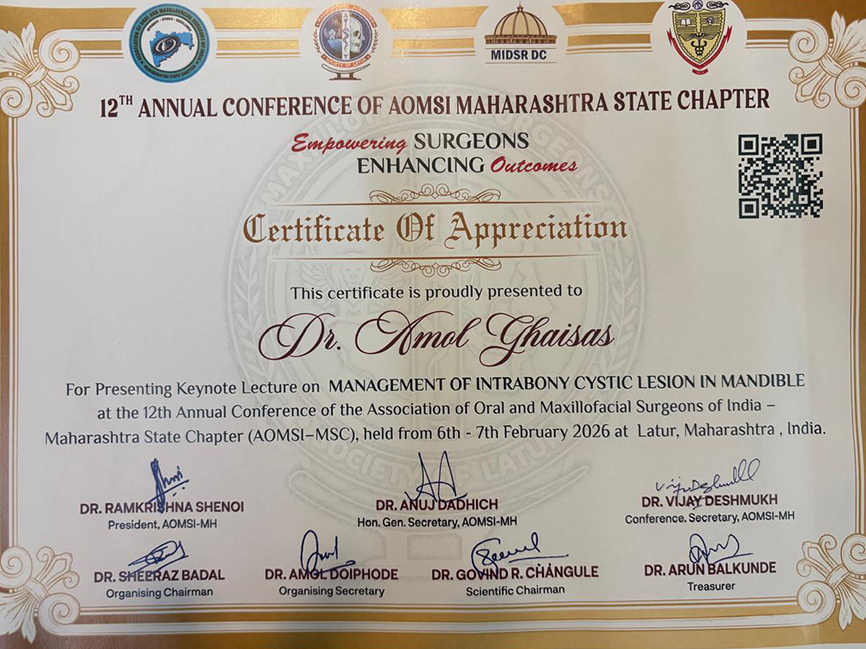 MIDSR DC
12TH ANNUAL CONFERENCE OF AOMSI MAHARASHTRA STATE CHAPTER
Empowering SURGEONS
ENHANCING Outcomes
Certificate Of Appreciation
This certificate is proudly presented to
Dr. Amol Ghaisas
For Presenting Keynote Lecture on MANAGEMENT OF INTRABONY CYSTIC LESION IN MANDIBLE
at the 12th Annual Conference of the Association of Oral and Maxillofacial Surgeons of India –
Maharashtra State Chapter (AOMSI–MSC), held from 6th - 7th February 2026 at Latur, Maharashtra , India.
DR. RAMKRISHNA SHENOI
President, AOMSI-MH
DR. ANUJ DADHICH
Hon. Gen. Secretary, AOMSI-MH
DR. VIJAY DESHMUKH
Conference. Secretary, AOMSI-MH
DR. SHEERAZ BADAL
Organising Chairman
DR. AMOL DOIPHODE
Organising Secretary
DR. GOVIND R. CHANGULE
Scientific Chairman
DR. ARUN BALKUNDE
Treasurer